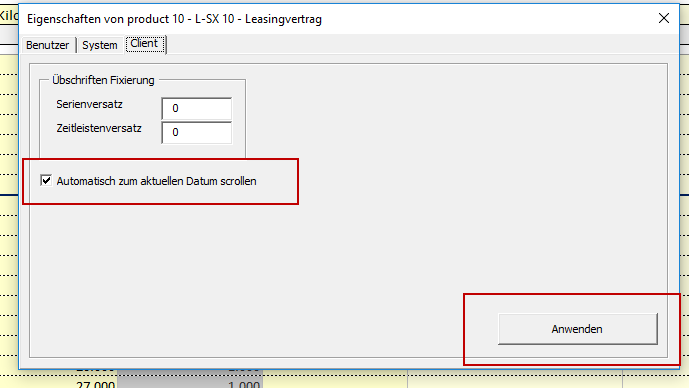 Kilo
Eigenschaften von product 10 - L-SX 10 - Leasingvertrag
Benutzer System Client
Übschriften Fixierung
Serienversatz 0
Zeitleistenversatz 0
Automatisch zum aktuellen Datum scrollen
Anwenden
27.000 1.000